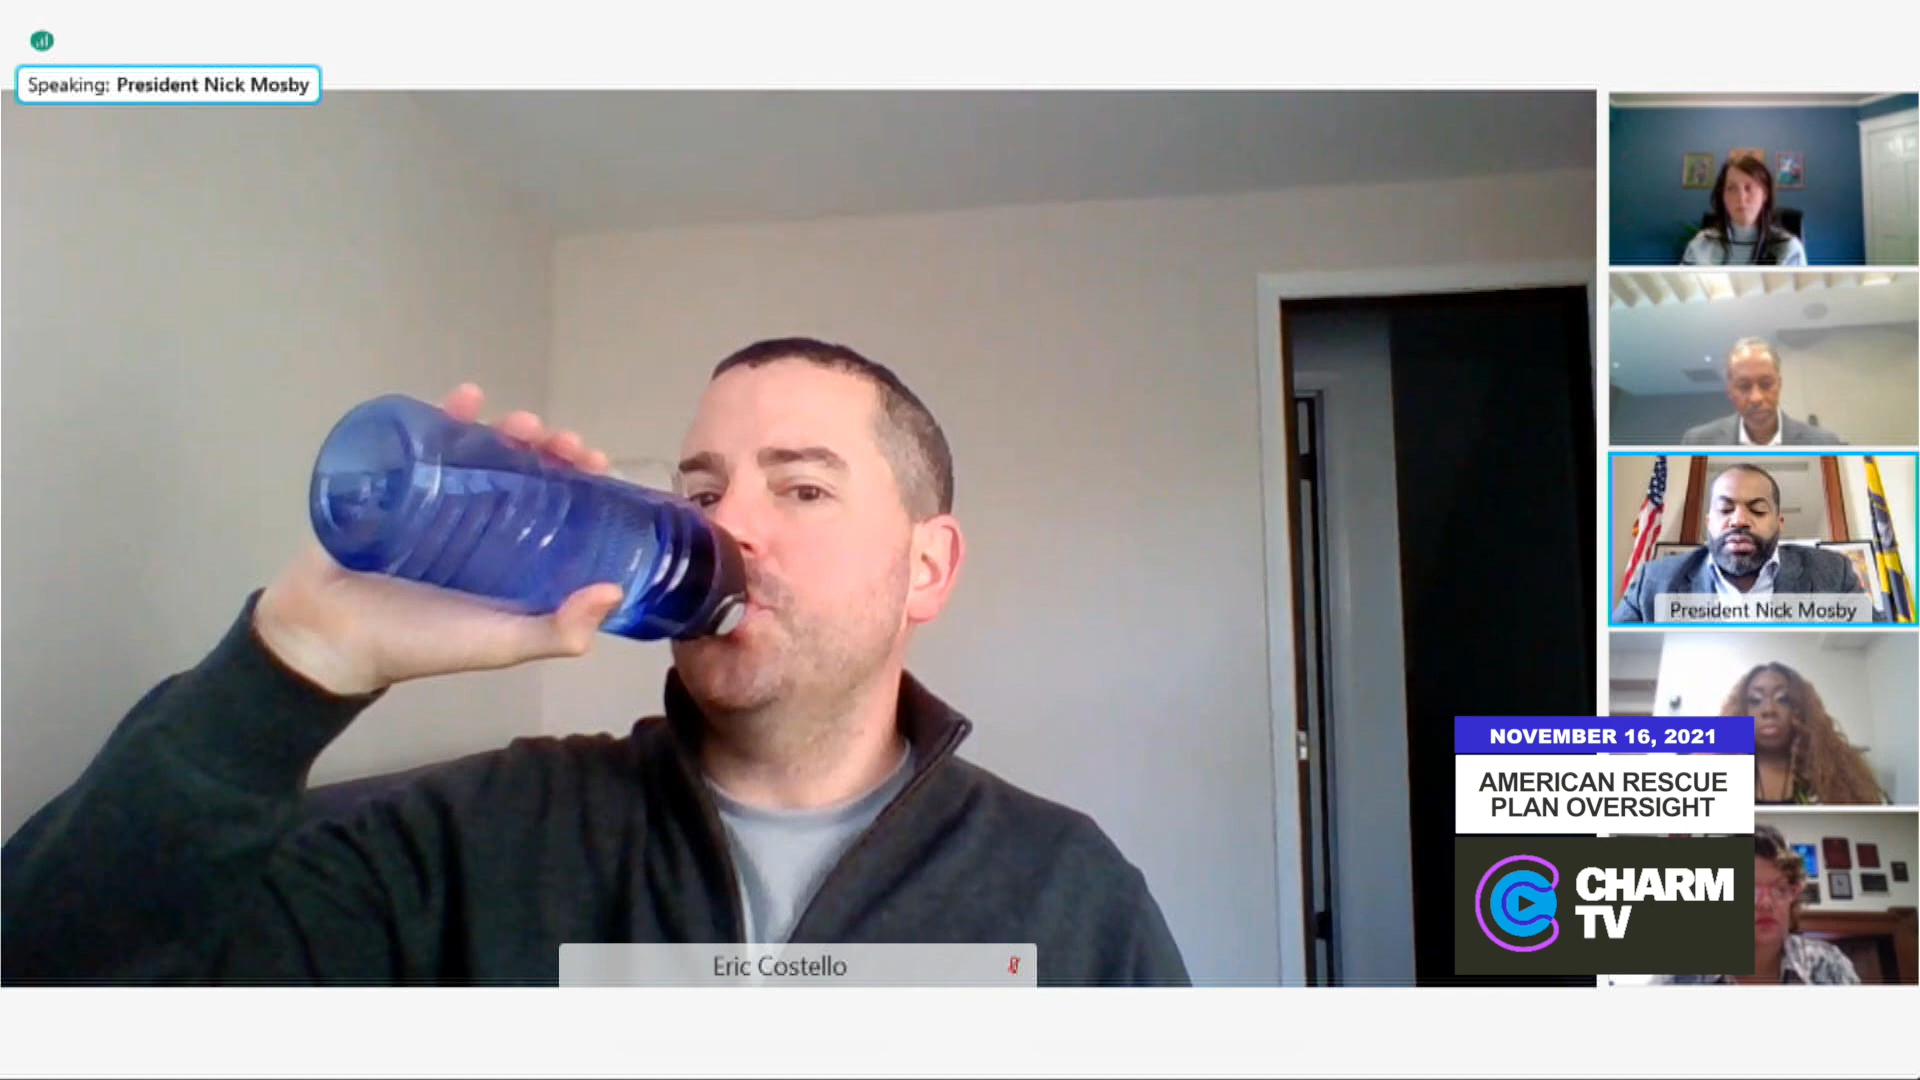 Speaking: President Nick Mosby
President Nick Mosby
NOVEMBER 16, 2021
AMERICAN RESCUE
PLAN OVERSIGHT
CHARM
TV
Eric Costello